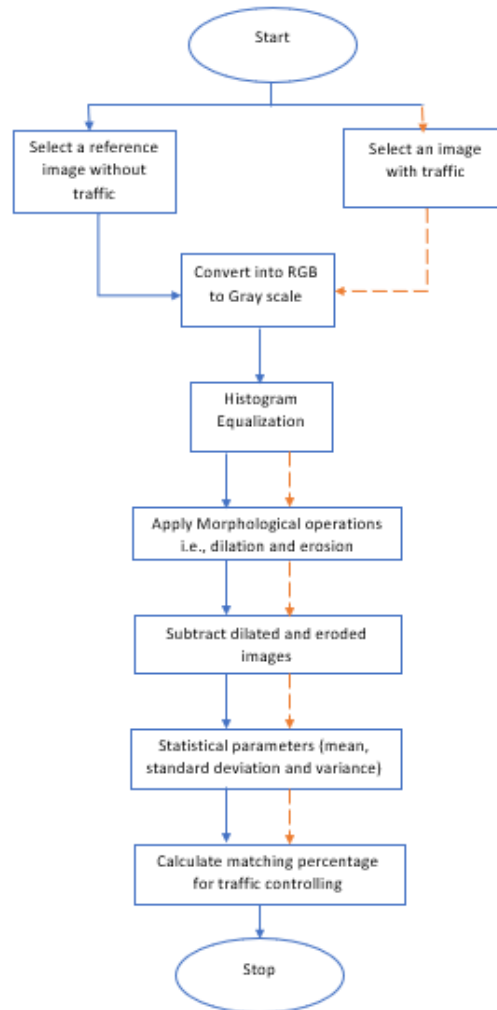 Start
Select a reference
image without
traffic
Select an image
with traffic
Convert into RGB
to Gray scale
Histogram
Equalization
Apply Morphological operations
i.e., dilation and erosion
Subtract dilated and eroded
images
Statistical parameters (mean,
standard deviation and variance)
Calculate matching percentage
for traffic controlling
Stop